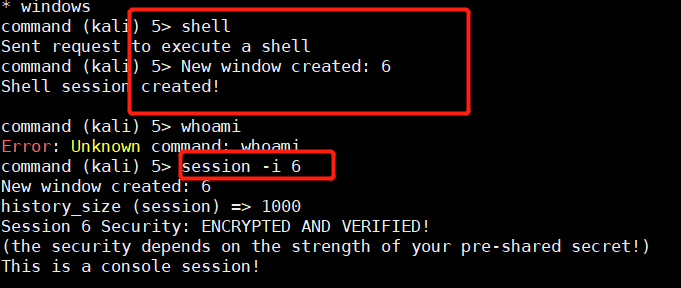 * windows
command (kali) 5> shell
Sent request to execute a shell
command (kali) 5> New window created: 6
Shell session created!
command (kali) 5> whoami
Error: Unknown command: whoami
command (kali) 5> session -i 6
New window created: 6
history_size (session) => 1000
Session 6 Security: ENCRYPTED AND VERIFIED!
(the security depends on the strength of your pre-shared secret!)
This is a console session!